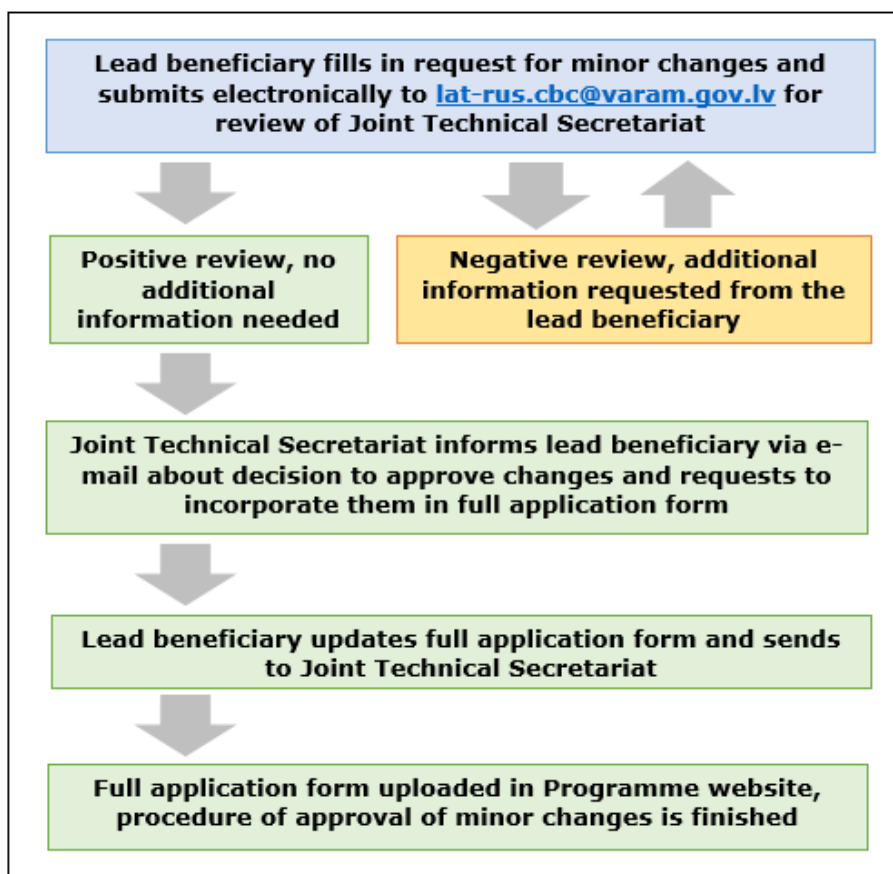 Lead beneficiary fills in request for minor changes and
submits electronically to lat-rus.cbc@varam.gov.lv for
review of Joint Technical Secretariat
Positive review, no
additional
information needed
Negative review, additional
information requested from the
lead beneficiary
Joint Technical Secretariat informs lead beneficiary via e-
mail about decision to approve changes and requests to
incorporate them in full application form
Lead beneficiary updates full application form and sends
to Joint Technical Secretariat
Full application form uploaded in Programme website,
procedure of approval of minor changes is finished